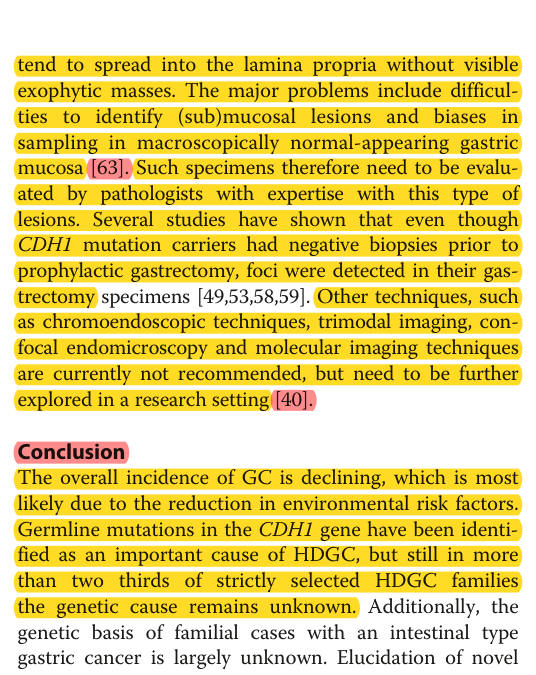 tend to spread into the lamina propria without visible
exophytic masses. The major problems include difficul-
ties to identify (sub)mucosal lesions and biases in
sampling in macroscopically normal-appearing gastric
mucosa [63]. Such specimens therefore need to be evalu-
ated by pathologists with expertise with this type of
lesions. Several studies have shown that even though
CDH1 mutation carriers had negative biopsies prior to
prophylactic gastrectomy, foci were detected in their gas-
trectomy specimens [49,53,58,59]. Other techniques, such
as chromoendoscopic techniques, trimodal imaging, con-
focal endomicroscopy and molecular imaging techniques
are currently not recommended, but need to be further
explored in a research setting [40].
Conclusion
The overall incidence of GC is declining, which is most
likely due to the reduction in environmental risk factors.
Germline mutations in the CDH1 gene have been identi-
fied as an important cause of HDGC, but still in more
than two thirds of strictly selected HDGC families
the genetic cause remains unknown. Additionally, the
genetic basis of familial cases with an intestinal type
gastric cancer is largely unknown. Elucidation of novel